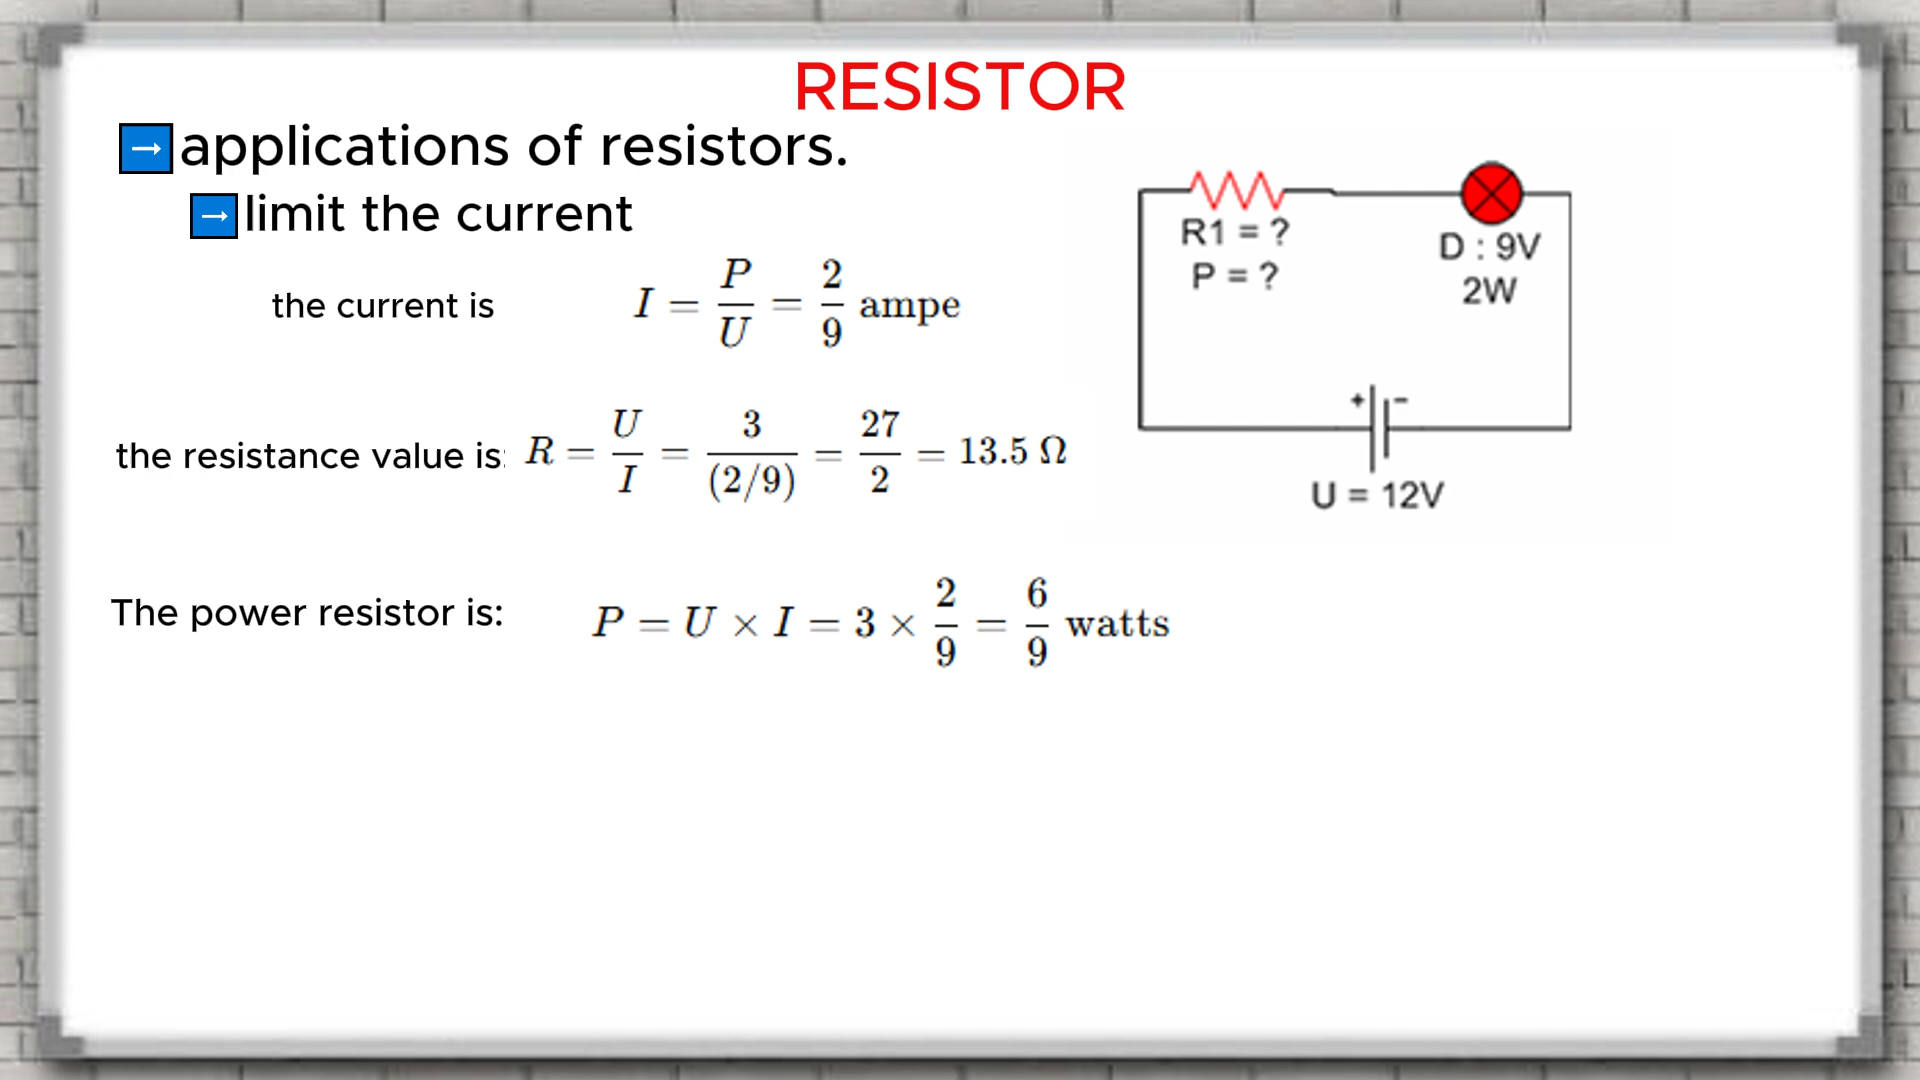 RESISTOR
→ applications of resistors.
→ limit the current
the current is I = P/U = 2/9 ampe
the resistance value is: R = U/I = 3/(2/9) = 27/2 = 13.5 Ω
The power resistor is: P = U × I = 3 × 2/9 = 6/9 watts
R1 = ?
P = ?
D : 9V
2W
+ -
U = 12V